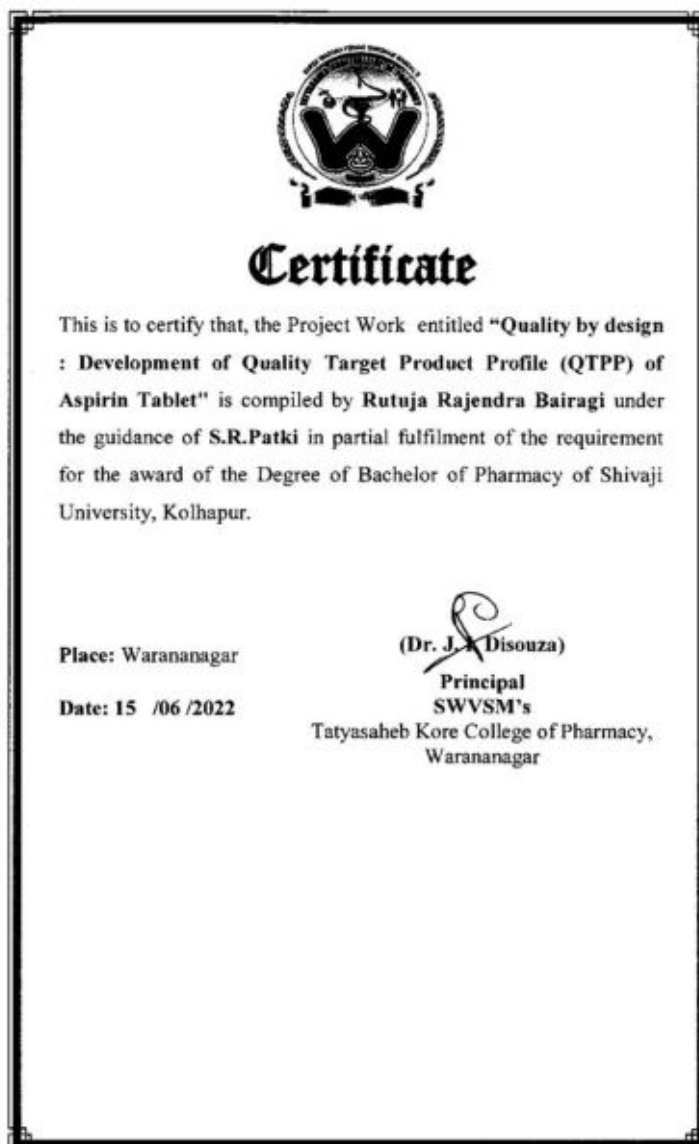 Certificate
This is to certify that, the Project Work entitled “Quality by design
: Development of Quality Target Product Profile (QTPP) of
Aspirin Tablet" is compiled by Rutuja Rajendra Bairagi under
the guidance of S.R.Patki in partial fulfilment of the requirement
for the award of the Degree of Bachelor of Pharmacy of Shivaji
University, Kolhapur.
Place: Warananagar
Date: 15 /06 /2022
(Dr. J. Disouza)
Principal
SWVSM's
Tatyasaheb Kore College of Pharmacy,
Warananagar